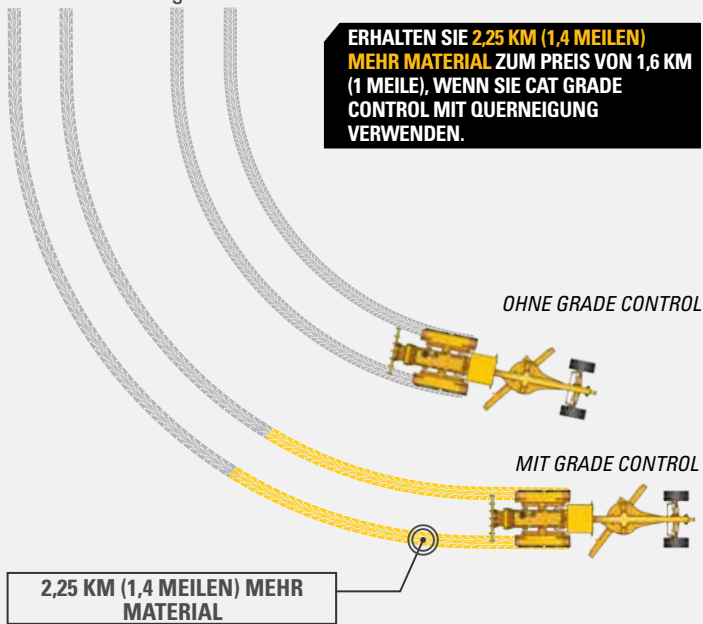 ERHALTEN SIE 2,25 KM (1,4 MEILEN)
MEHR MATERIAL ZUM PREIS VON 1,6 KM
(1 MEILE), WENN SIE CAT GRADE
CONTROL MIT QUERNEIGUNG
VERWENDEN.
OHNE GRADE CONTROL
MIT GRADE CONTROL
2,25 KM (1,4 MEILEN) MEHR
MATERIAL